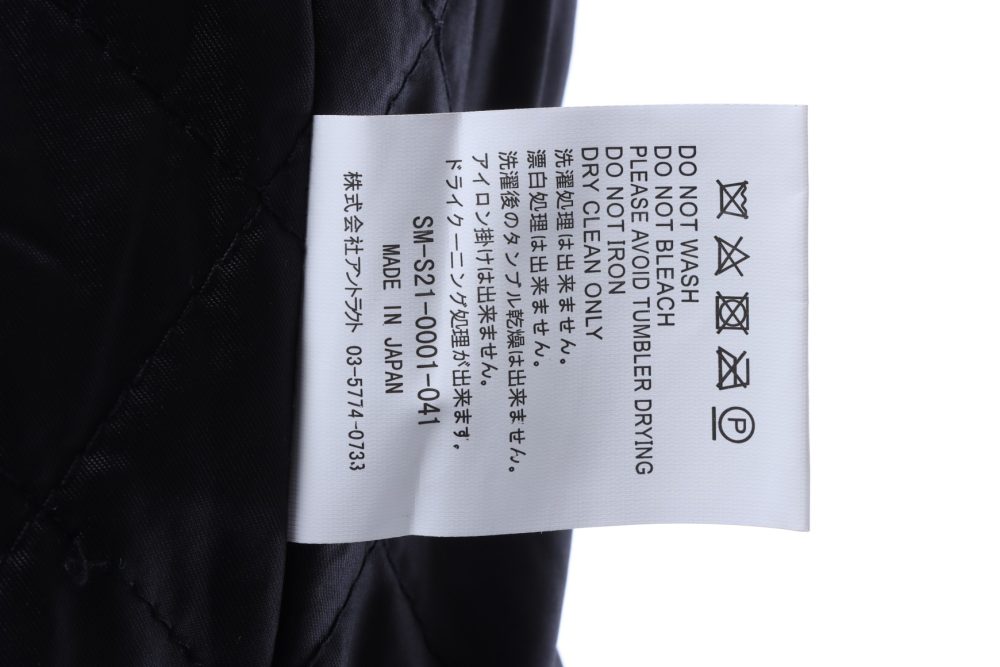 P
DO NOT WASH
DO NOT BLEACH
PLEASE AVOID TUMBLER DRYING
DO NOT IRON
DRY CLEAN ONLY
洗濯処理は出来ません。
漂白処理は出来ません。
洗濯後のタンブル乾燥は出来ません。
アイロン掛けは出来ません。
ドライクーニング処理が出来ます。
SM-S21-0001-041
MADE IN JAPAN
株式会社アントラクト 03-5774-0733